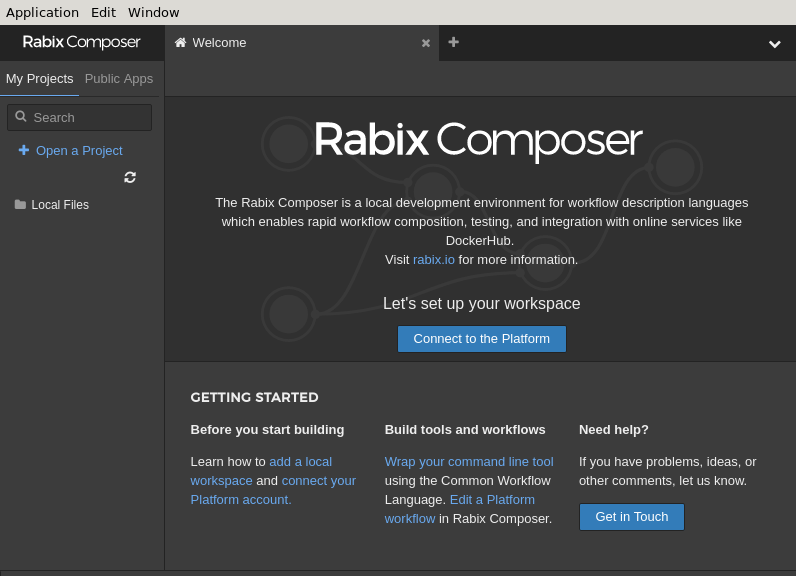 Application Edit Window
Rabix Composer
Welcome
My Projects Public Apps
Search
Open a Project
Local Files
Rabix Composer
The Rabix Composer is a local development environment for workflow description languages
which enables rapid workflow composition, testing, and integration with online services like
DockerHub.
Visit rabix.io for more information.
Let's set up your workspace
Connect to the Platform
GETTING STARTED
Before you start building
Learn how to add a local
workspace and connect your
Platform account.
Build tools and workflows
Wrap your command line tool
using the Common Workflow
Language. Edit a Platform
workflow in Rabix Composer.
Need help?
If you have problems, ideas, or
other comments, let us know.
Get in Touch